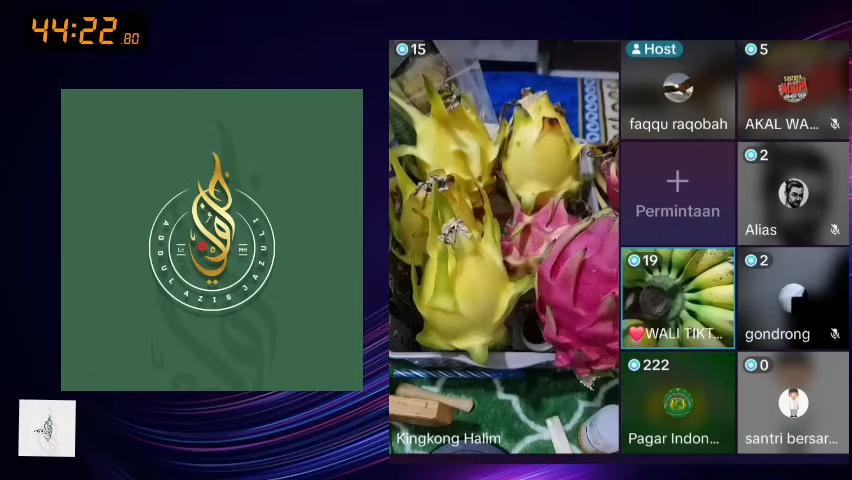 44:22.80
ABDUL AZIB JAZULI
15
Kingkong Halim
Host
faqqu raqobah
5
AKAL WA...
Permintaan
2
Alias
19
❤️WALI TIKT...
2
gondrong
222
Pagar Indon...
0
santri bersar...